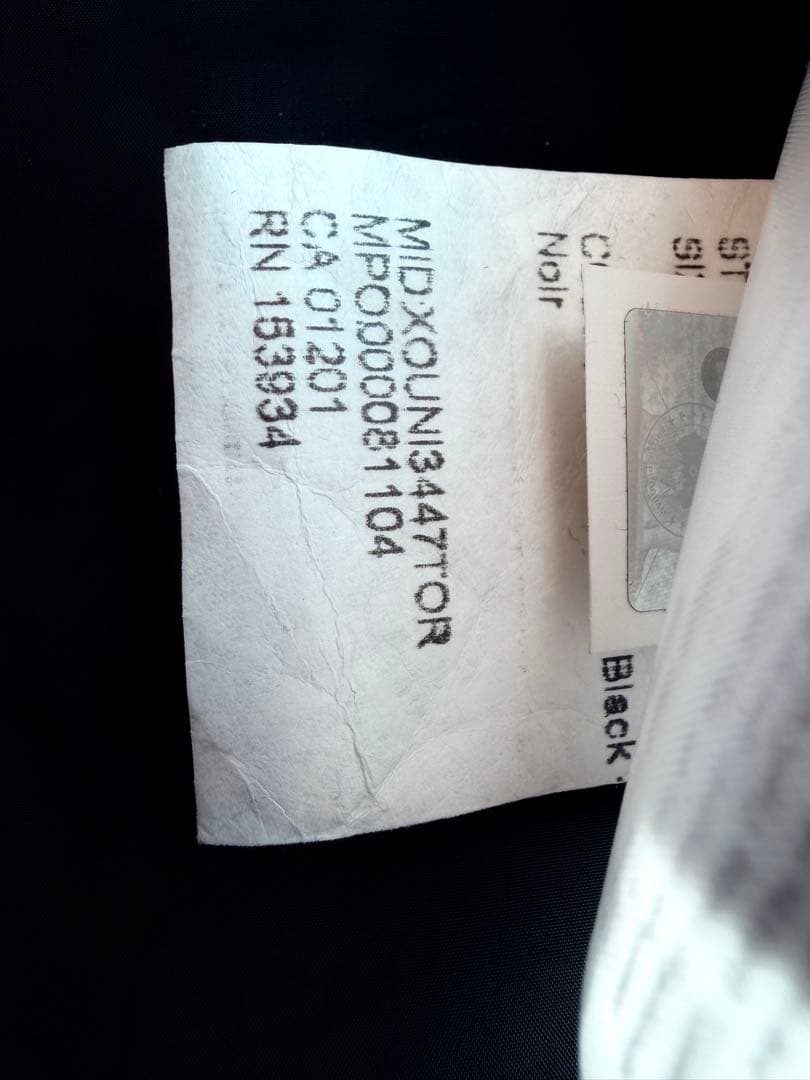 Black
Noir
MIDXOUNI3447TOR
MPO000081104
CA 01201
RN 153934